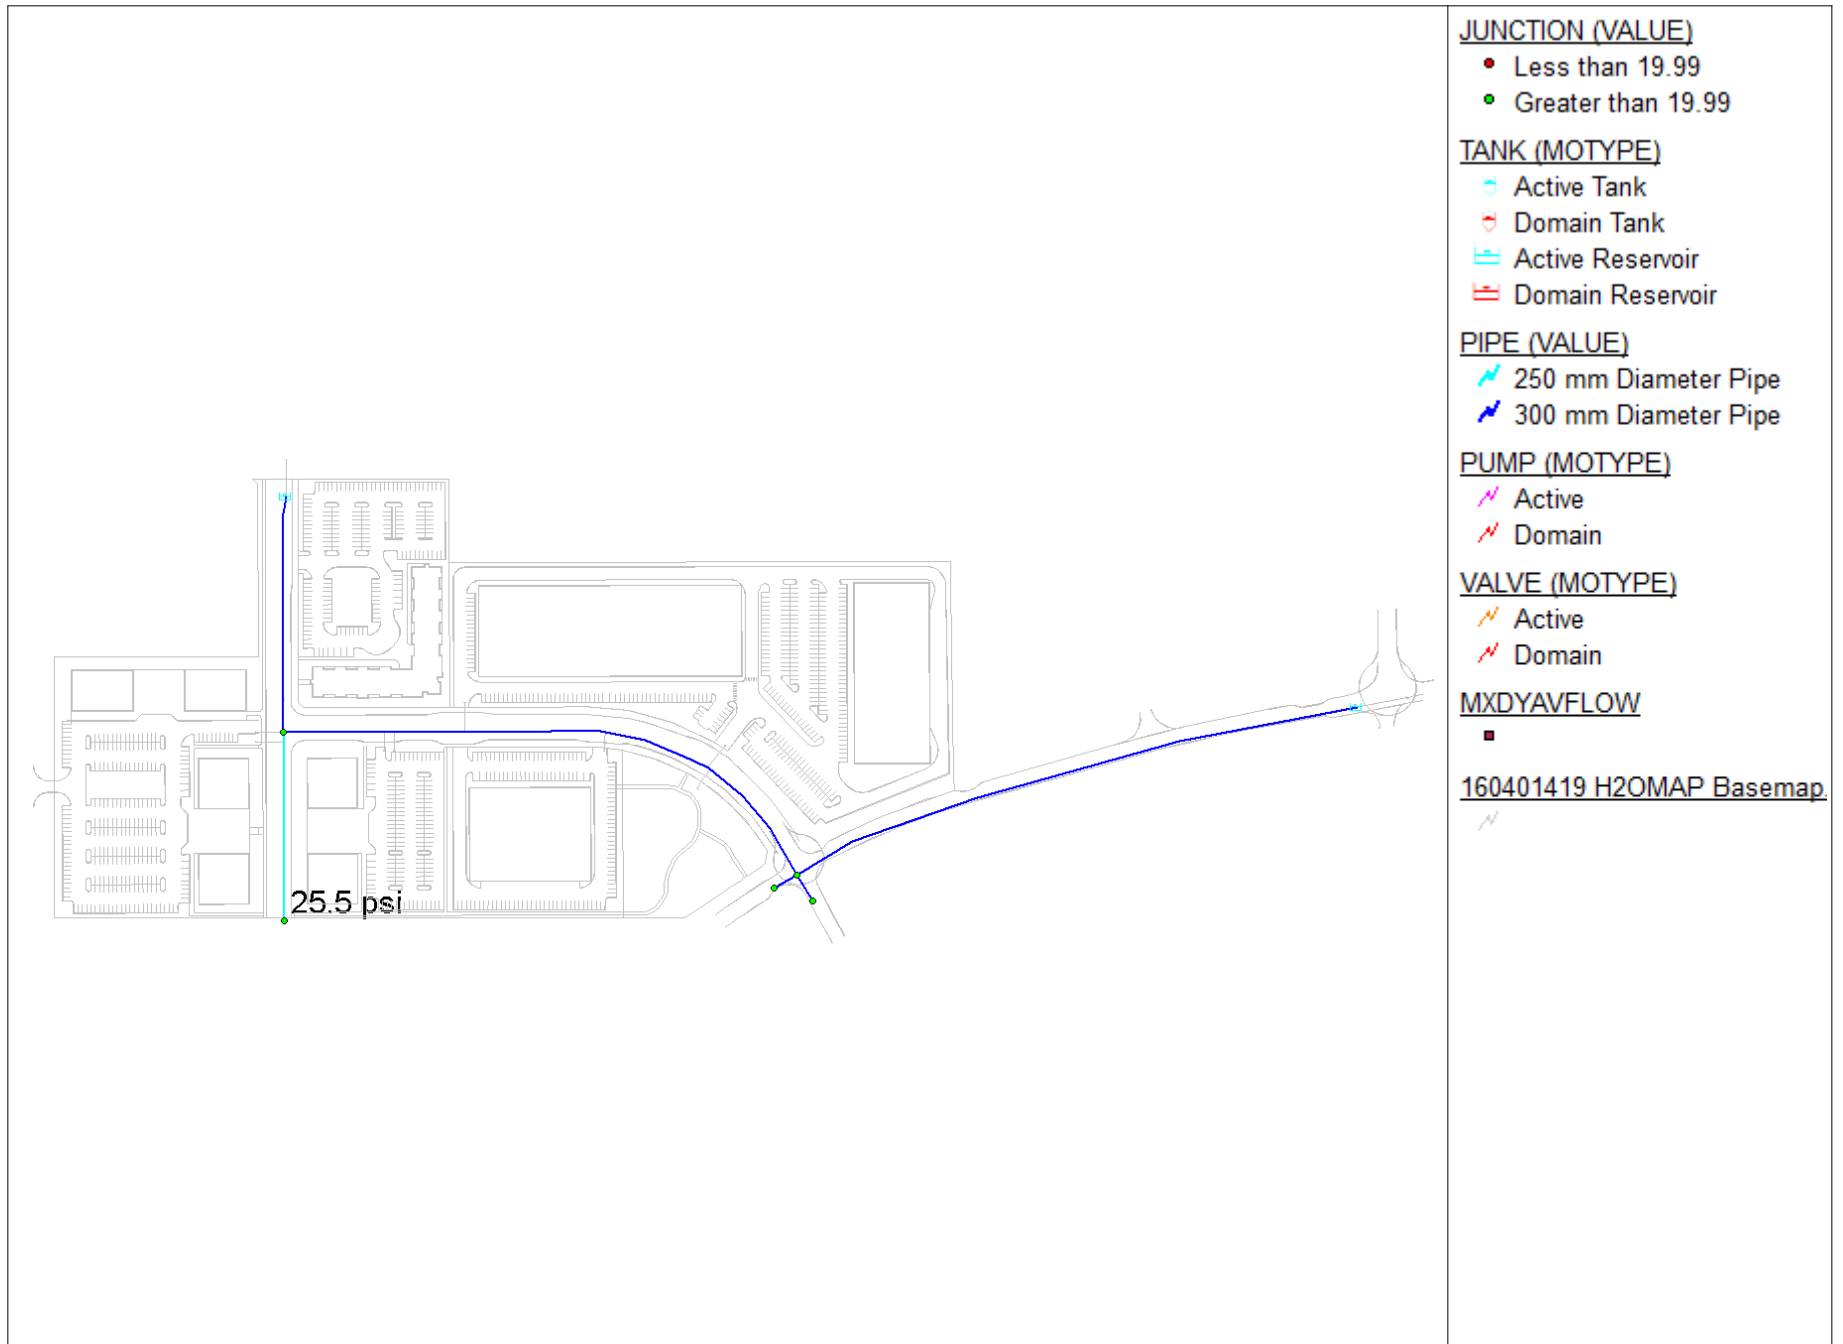 JUNCTION (VALUE)
Less than 19.99
Greater than 19.99
TANK (MOTYPE)
Active Tank
Domain Tank
Active Reservoir
Domain Reservoir
PIPE (VALUE)
250 mm Diameter Pipe
300 mm Diameter Pipe
PUMP (MOTYPE)
Active
Domain
VALVE (MOTYPE)
Active
Domain
MXDYAVFLOW
160401419 H2OMAP Basemap.
25.5 psi